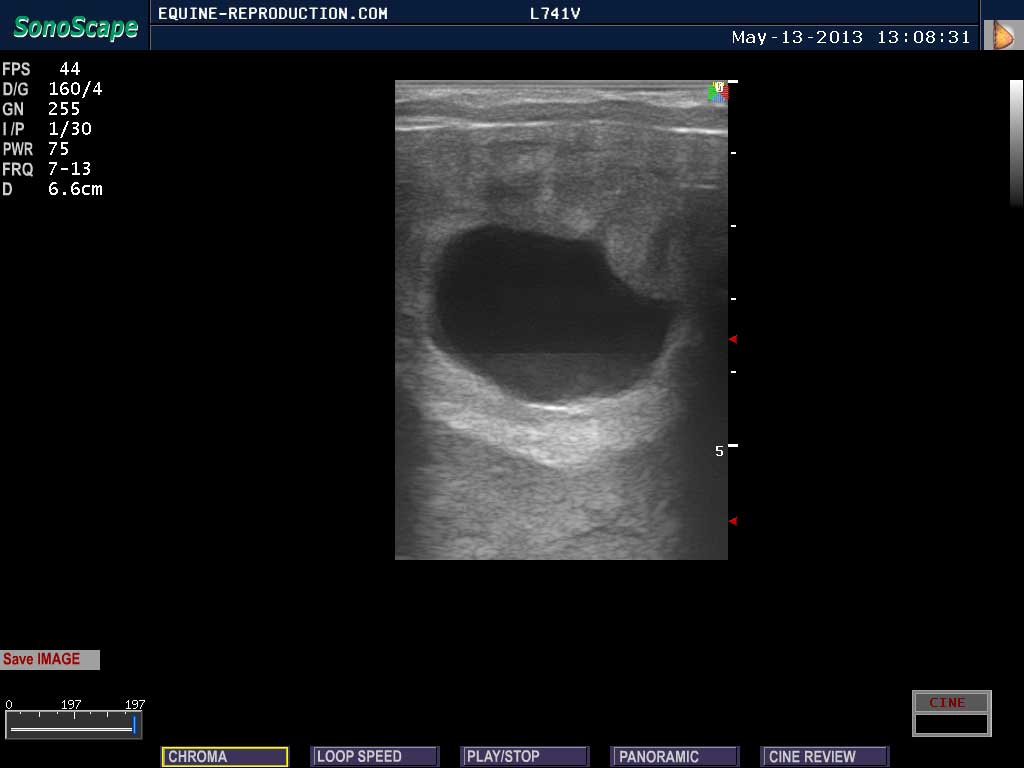 SonoScape
EQUINE-REPRODUCTION.COM L741V
May-13-2013 13:08:31
FPS 44
D/G 160/4
GN 255
I/P 1/30
PWR 75
FRQ 7-13
D 6.6cm
5
Save IMAGE
0 197 197
CINE
CHROMA LOOP SPEED PLAY/STOP PANORAMIC CINE REVIEW